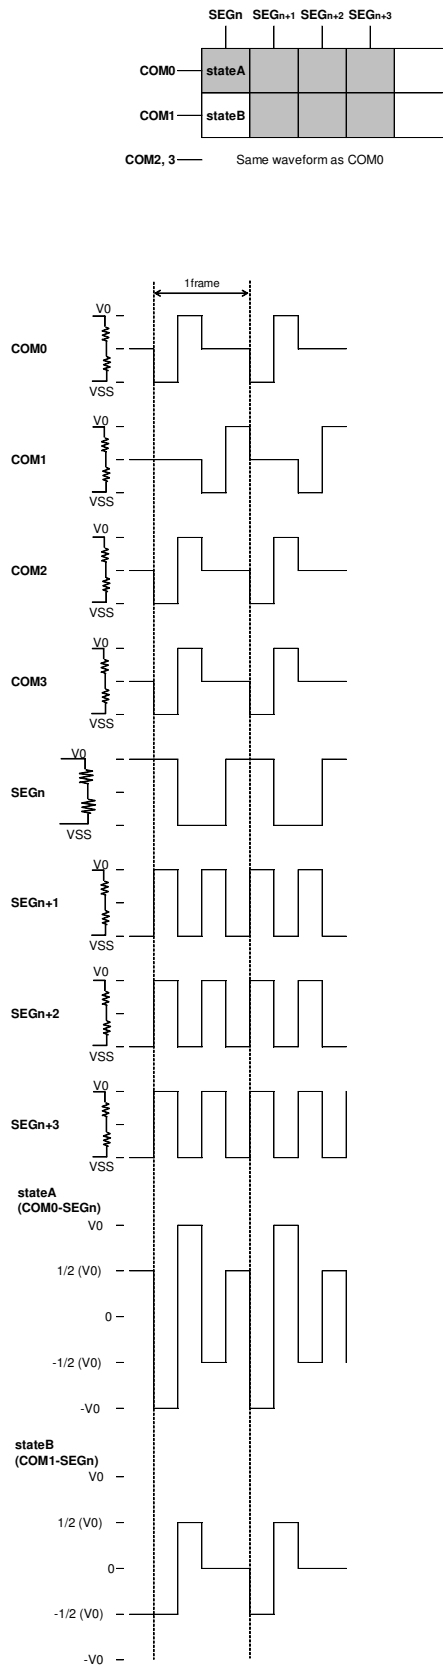 SEGn SEGn+1 SEGn+2 SEGn+3
COM0 stateA
COM1 stateB
COM2, 3 Same waveform as COM0
1frame
V0
COM0
VSS
V0
COM1
VSS
V0
COM2
VSS
V0
COM3
VSS
V0
SEGn
VSS
V0
SEGn+1
VSS
V0
SEGn+2
VSS
V0
SEGn+3
VSS
stateA
(COM0-SEGn)
V0
1/2 (V0)
0
-1/2 (V0)
-V0
stateB
(COM1-SEGn)
V0
1/2 (V0)
0
-1/2 (V0)
-V0